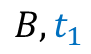 B, t₁